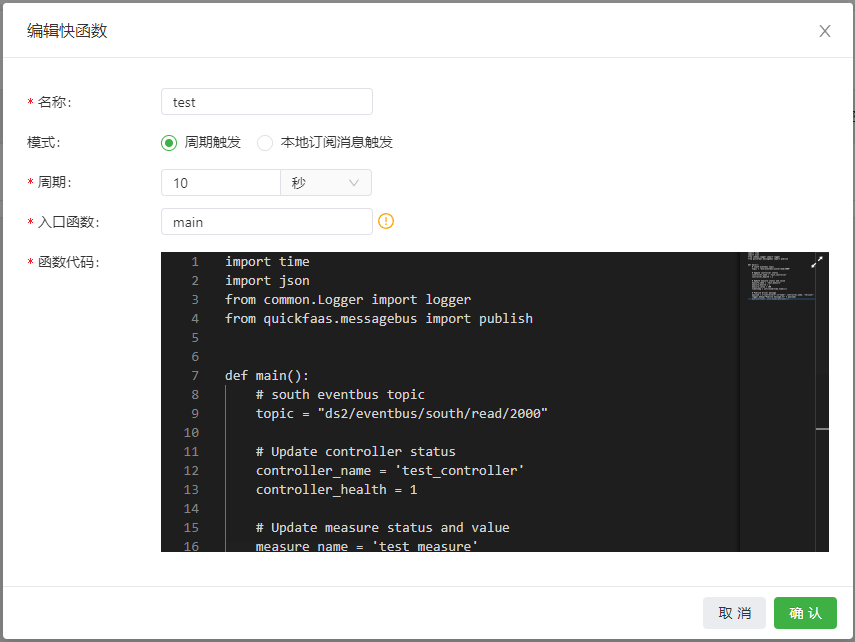 编辑快函数
* 名称: test
模式: 周期触发 本地订阅消息触发
* 周期: 10 秒
* 入口函数: main
* 函数代码:
1 import time
2 import json
3 from common.Logger import logger
4 from quickfaas.messagebus import publish
5
6
7 def main():
8 # south eventbus topic
9 topic = "ds2/eventbus/south/read/2000"
10
11 # Update controller status
12 controller_name = 'test_controller'
13 controller_health = 1
14
15 # Update measure status and value
16 measure_name = 'test_measure'
取 消 确 认